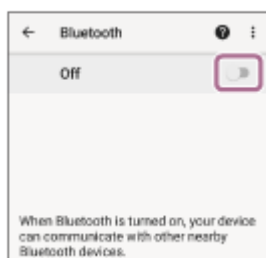 Bluetooth
Off
When Bluetooth is turned on, your device
can communicate with other nearby
Bluetooth devices.